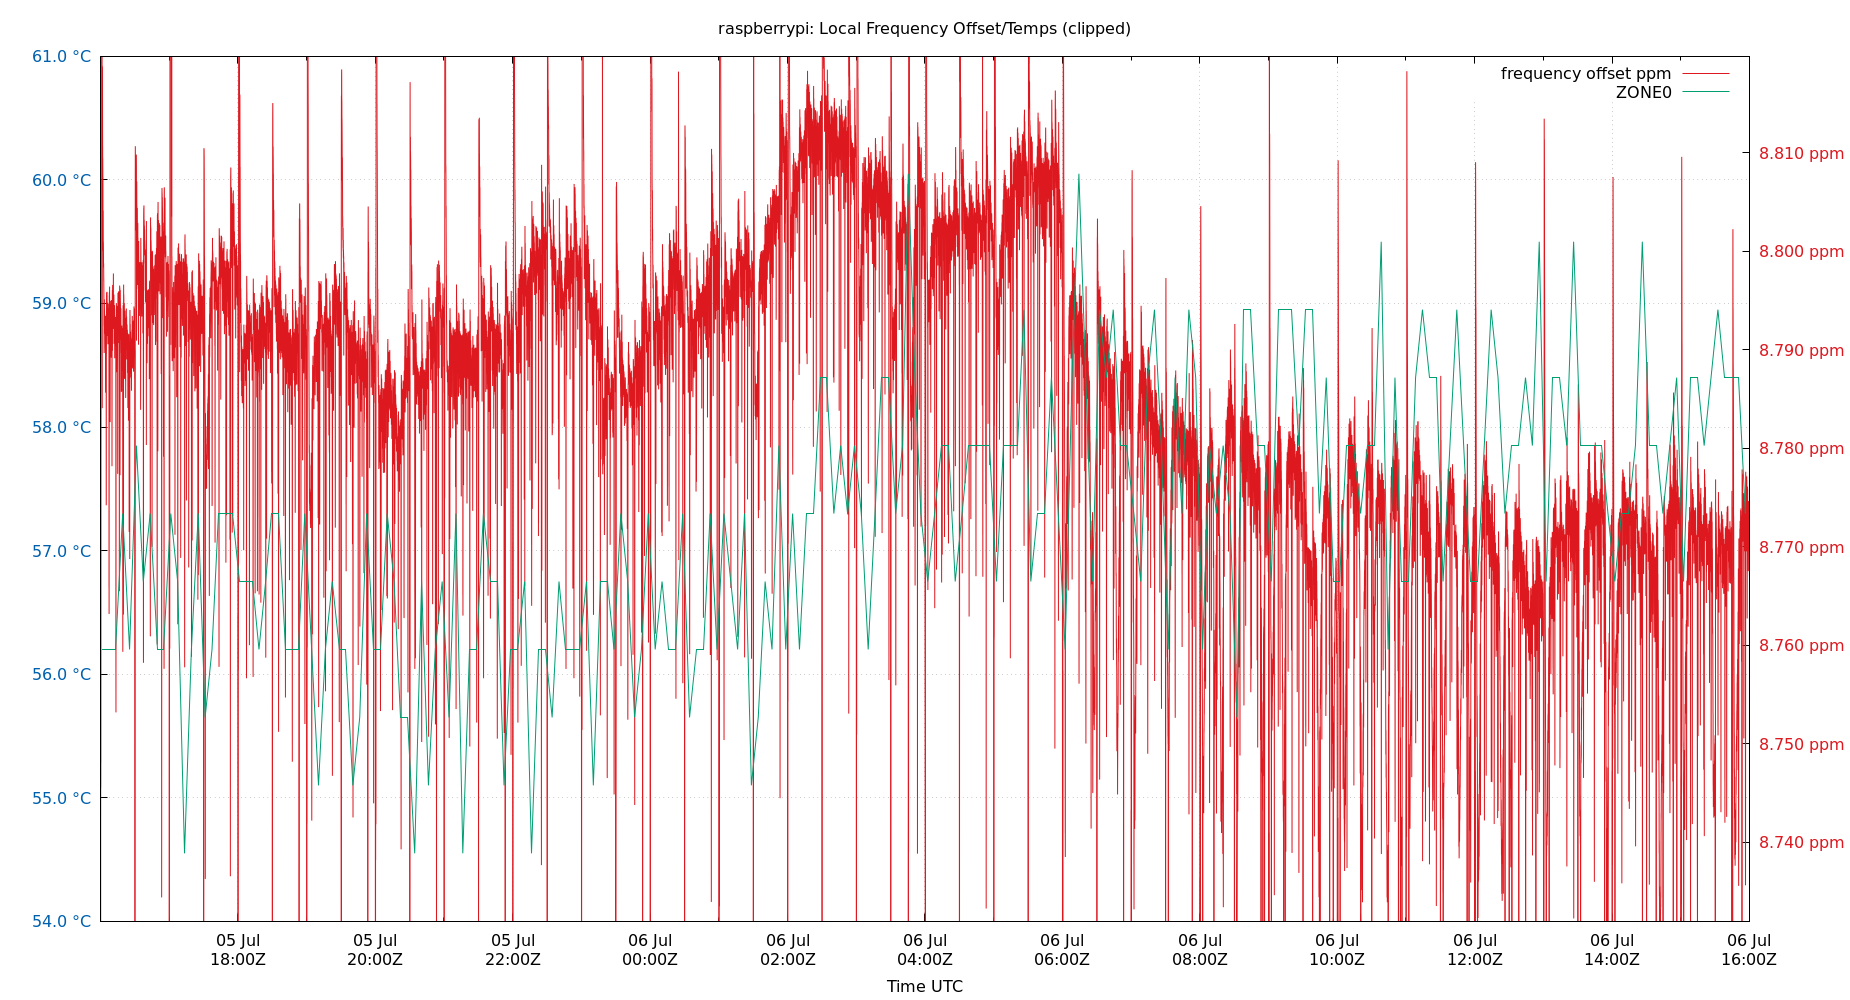 raspberrypi: Local Frequency Offset/Temps (clipped)
frequency offset ppm
ZONE0
61.0 °C
60.0 °C
59.0 °C
58.0 °C
57.0 °C
56.0 °C
55.0 °C
54.0 °C
8.810 ppm
8.800 ppm
8.790 ppm
8.780 ppm
8.770 ppm
8.760 ppm
8.750 ppm
8.740 ppm
05 Jul
18:00Z
05 Jul
20:00Z
05 Jul
22:00Z
06 Jul
00:00Z
06 Jul
02:00Z
06 Jul
04:00Z
06 Jul
06:00Z
06 Jul
08:00Z
06 Jul
10:00Z
06 Jul
12:00Z
06 Jul
14:00Z
06 Jul
16:00Z
Time UTC